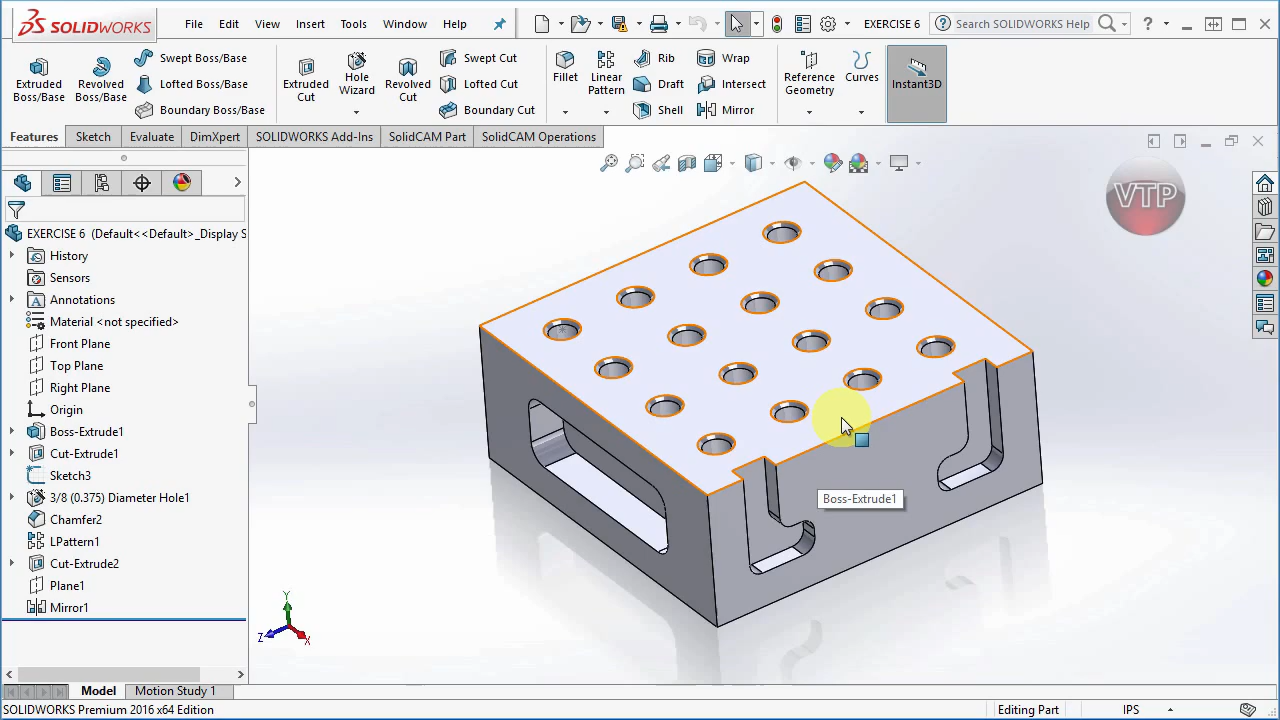 SOLIDWORKS File Edit View Insert Tools Window Help EXERCISE 6 Search SOLIDWORKS Help
Extruded Boss/Base
Revolved Boss/Base
Swept Boss/Base
Lofted Boss/Base
Boundary Boss/Base
Extruded Cut
Hole Wizard
Revolved Cut
Swept Cut
Lofted Cut
Boundary Cut
Fillet
Linear Pattern
Rib
Draft
Shell
Wrap
Intersect
Mirror
Reference Geometry
Curves
Instant3D
Features Sketch Evaluate DimXpert SOLIDWORKS Add-Ins SolidCAM Part SolidCAM Operations
VTP
EXERCISE 6 (Default<<Default>_Display S
History
Sensors
Annotations
Material <not specified>
Front Plane
Top Plane
Right Plane
Origin
Boss-Extrude1
Cut-Extrude1
Sketch3
3/8 (0.375) Diameter Hole1
Chamfer2
LPattern1
Cut-Extrude2
Plane1
Mirror1
Boss-Extrude1
Y
Z
X
Model Motion Study 1
SOLIDWORKS Premium 2016 x64 Edition Editing Part IPS